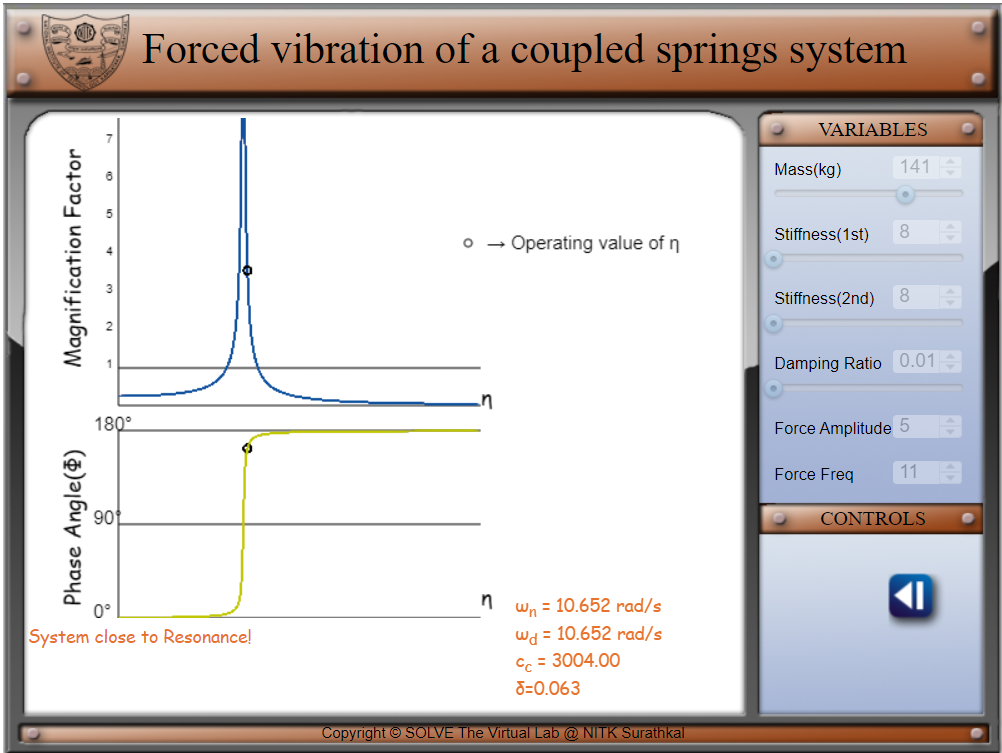 Forced vibration of a coupled springs system
Magnification Factor
7
6
5
4
3
2
1
η
→ Operating value of η
Phase Angle(Φ)
180°
90°
0°
η
System close to Resonance!
ωn = 10.652 rad/s
ωd = 10.652 rad/s
cc = 3004.00
δ=0.063
VARIABLES
Mass(kg) 141
Stiffness(1st) 8
Stiffness(2nd) 8
Damping Ratio 0.01
Force Amplitude 5
Force Freq 11
CONTROLS
Copyright © SOLVE The Virtual Lab @ NITK Surathkal